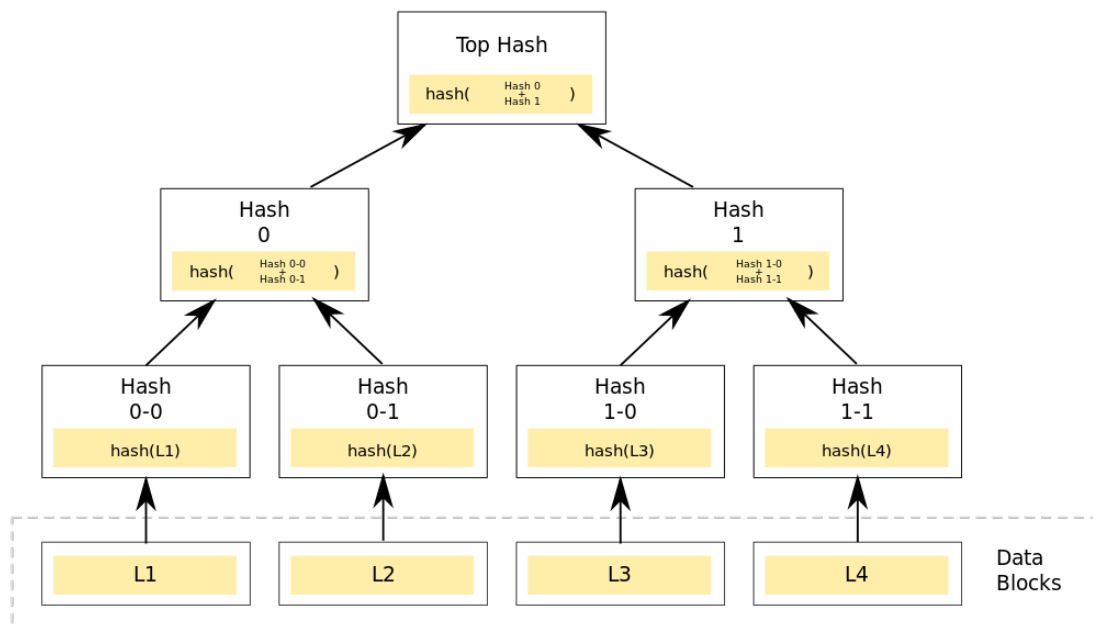 Top Hash
hash( Hash 0 + Hash 1 )
Hash
0
hash( Hash 0-0 + Hash 0-1 )
Hash
1
hash( Hash 1-0 + Hash 1-1 )
Hash
0-0
hash(L1)
Hash
0-1
hash(L2)
Hash
1-0
hash(L3)
Hash
1-1
hash(L4)
L1
L2
L3
L4
Data
Blocks